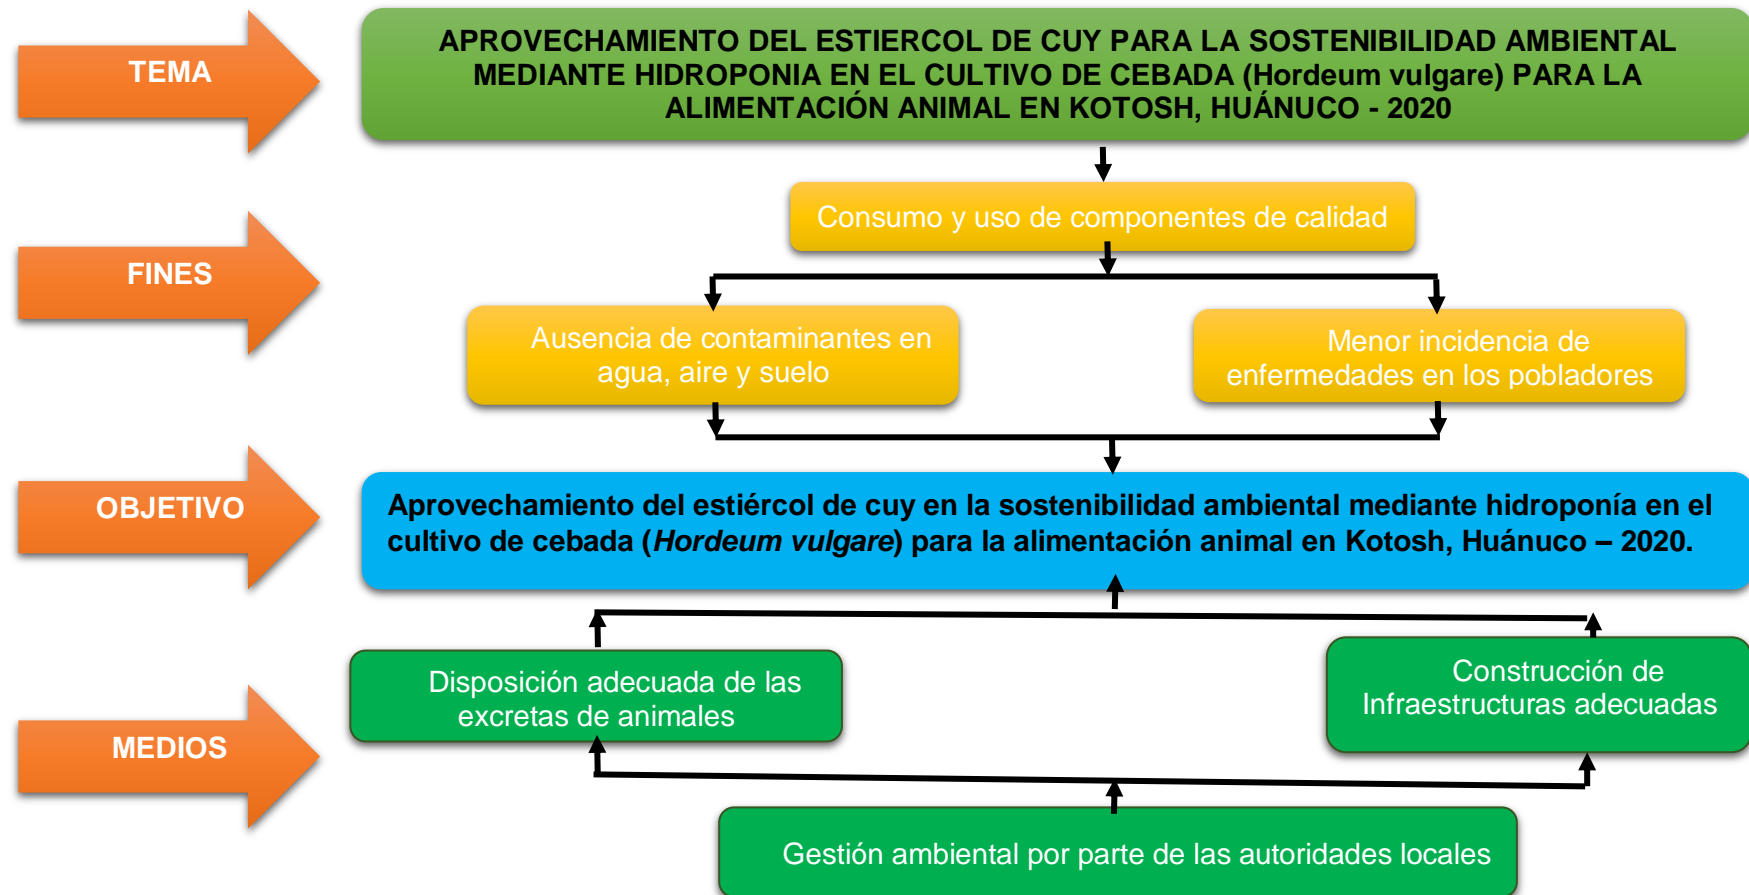 TEMA
APROVECHAMIENTO DEL ESTIERCOL DE CUY PARA LA SOSTENIBILIDAD AMBIENTAL
MEDIANTE HIDROPONIA EN EL CULTIVO DE CEBADA (Hordeum vulgare) PARA LA
ALIMENTACIÓN ANIMAL EN KOTOSH, HUÁNUCO - 2020
Consumo y uso de componentes de calidad
FINES
Ausencia de contaminantes en
agua, aire y suelo
Menor incidencia de
enfermedades en los pobladores
OBJETIVO
Aprovechamiento del estiércol de cuy en la sostenibilidad ambiental mediante hidroponía en el
cultivo de cebada (Hordeum vulgare) para la alimentación animal en Kotosh, Huánuco – 2020.
Disposición adecuada de las
excretas de animales
Construcción de
Infraestructuras adecuadas
MEDIOS
Gestión ambiental por parte de las autoridades locales